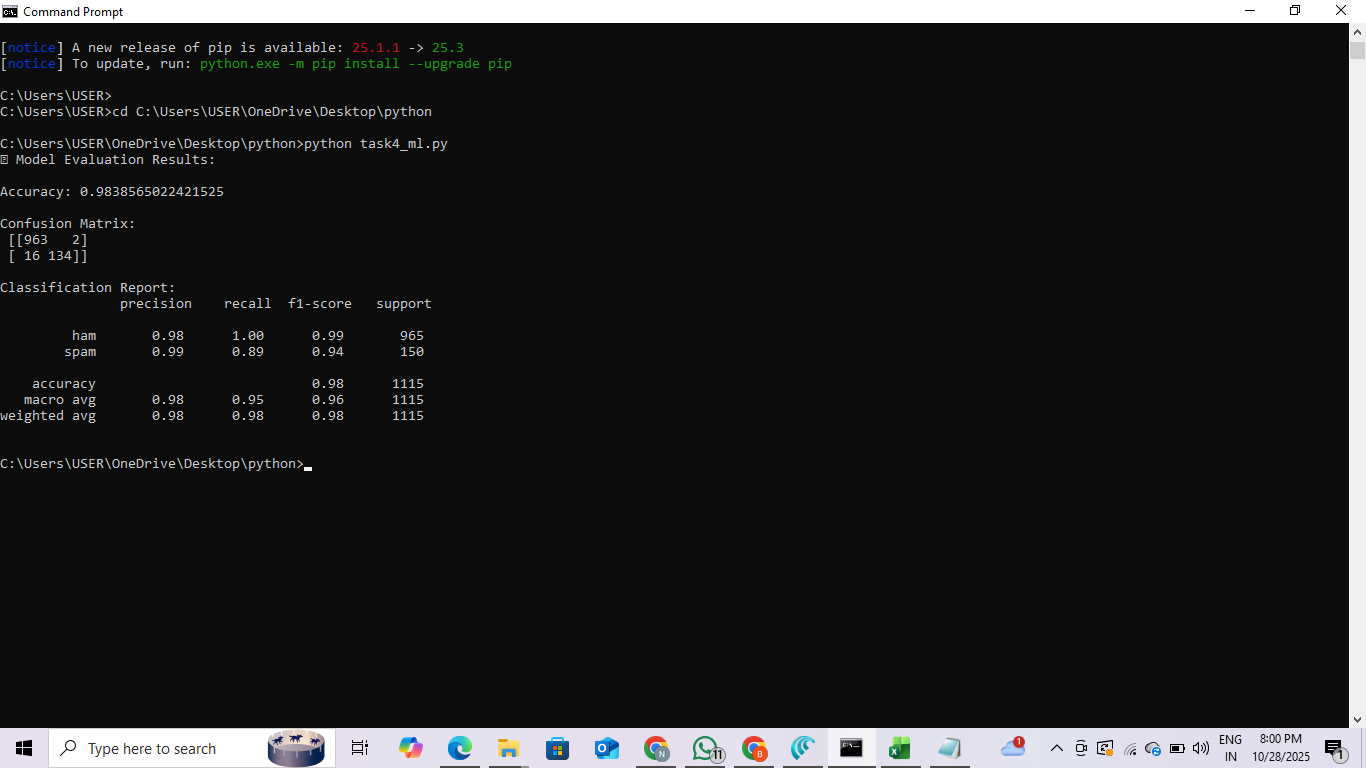 Command Prompt
[notice] A new release of pip is available: 25.1.1 -> 25.3
[notice] To update, run: python.exe -m pip install --upgrade pip
C:\Users\USER>
C:\Users\USER>cd C:\Users\USER\OneDrive\Desktop\python
C:\Users\USER\OneDrive\Desktop\python>python task4_ml.py
Model Evaluation Results:
Accuracy: 0.9838565022421525
Confusion Matrix:
[[963   2]
[ 16 134]]
Classification Report:
precision    recall  f1-score   support
ham       0.98      1.00      0.99       965
spam       0.99      0.89      0.94       150
accuracy                           0.98      1115
macro avg       0.98      0.95      0.96      1115
weighted avg       0.98      0.98      0.98      1115
C:\Users\USER\OneDrive\Desktop\python>
Type here to search
N
11
B
1
ENG
IN
8:00 PM
10/28/2025
1